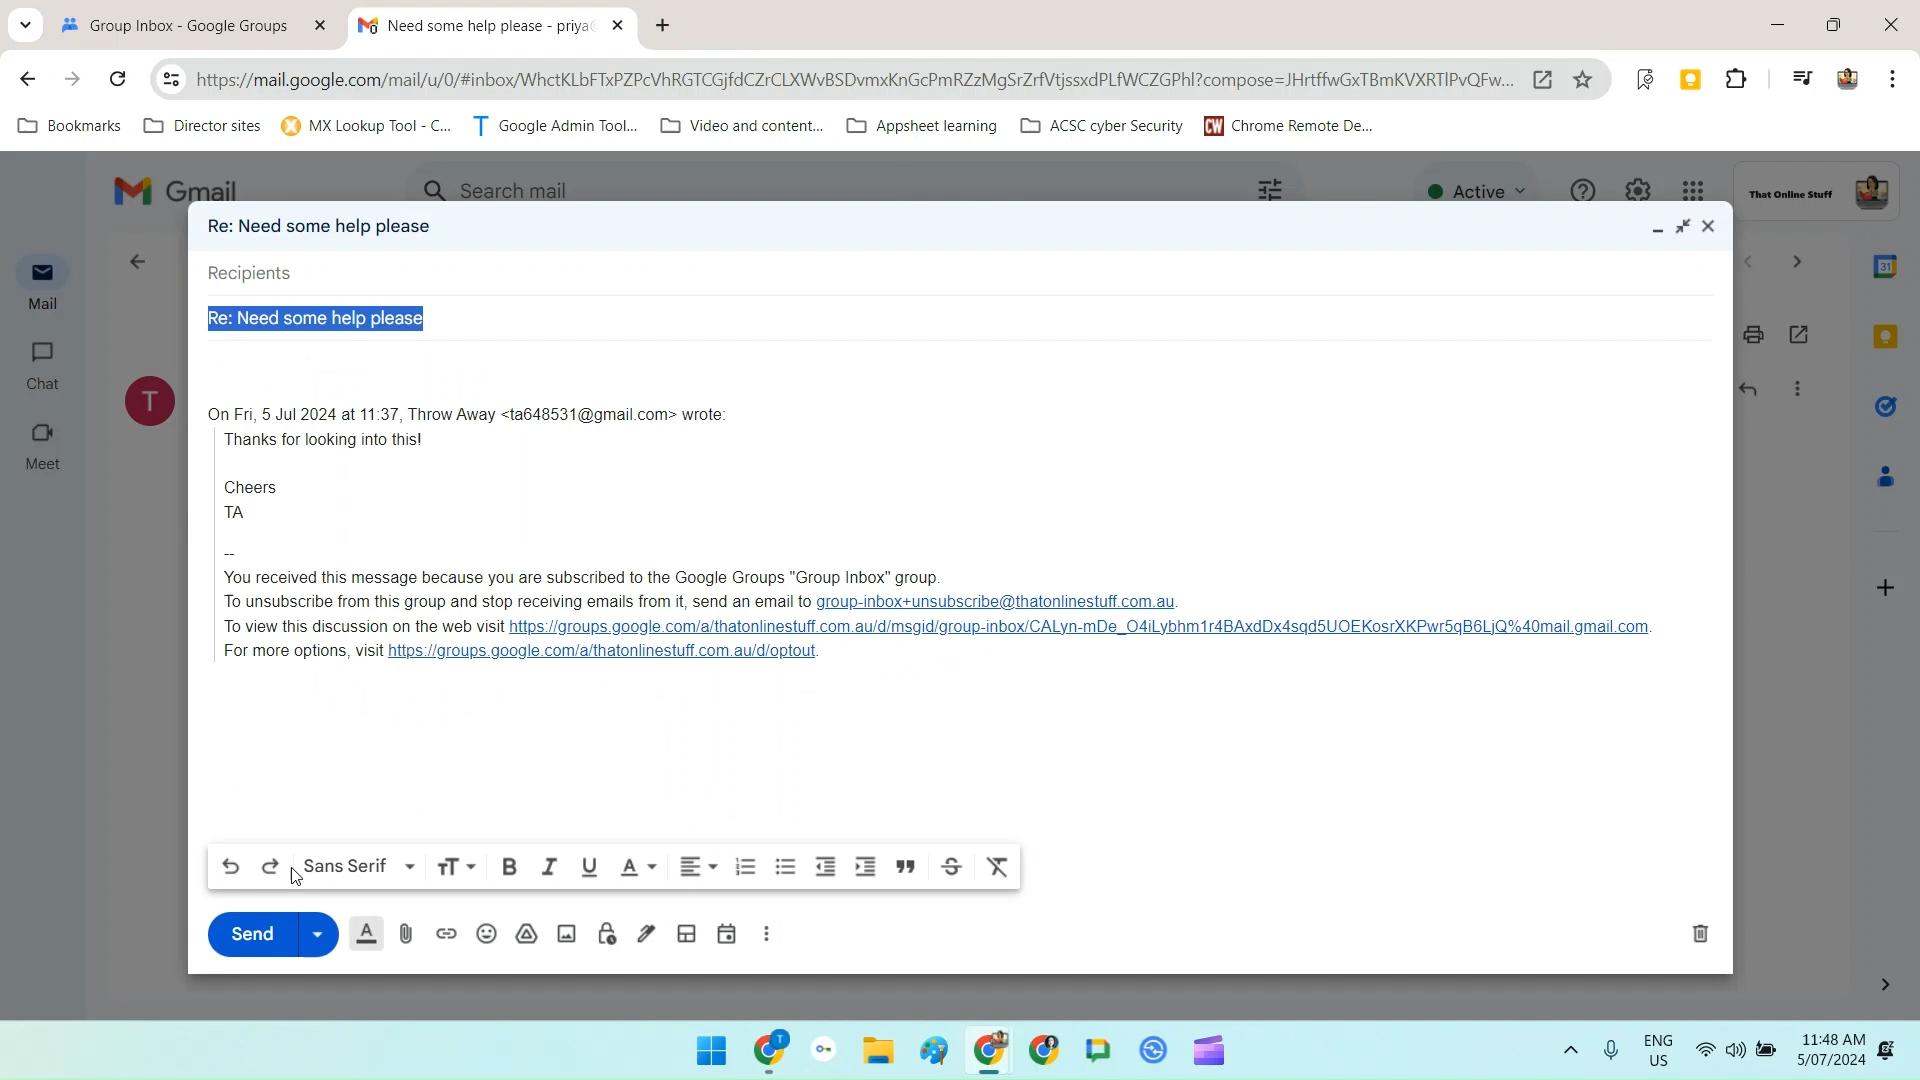 Group Inbox - Google Groups
Need some help please - priya@
https://mail.google.com/mail/u/0/#inbox/WhctKLbFTxPZPcVhRGTCGjfdCZrCLXWvBSDvmxKnGcPmRZzMgSrZrfVtjssxdPLfWCZGPhl?compose=JHrtffwGxTBmKVXRTlPvQFw...
Bookmarks
Director sites
MX Lookup Tool - C...
Google Admin Tool...
Video and content...
Appsheet learning
ACSC cyber Security
CW Chrome Remote De...
Gmail
Search mail
Active
That Online Stuff
Mail
Chat
Meet
T
31
Re: Need some help please
Recipients
Re: Need some help please
On Fri, 5 Jul 2024 at 11:37, Throw Away <ta648531@gmail.com> wrote:
Thanks for looking into this!
Cheers
TA
--
You received this message because you are subscribed to the Google Groups "Group Inbox" group.
To unsubscribe from this group and stop receiving emails from it, send an email to group-inbox+unsubscribe@thatonlinestuff.com.au.
To view this discussion on the web visit https://groups.google.com/a/thatonlinestuff.com.au/d/msgid/group-inbox/CALyn-mDe_O4iLybhm1r4BAxdDx4sqd5UOEKosrXKPwr5qB6LjQ%40mail.gmail.com.
For more options, visit https://groups.google.com/a/thatonlinestuff.com.au/d/optout.
Sans Serif
Send
ENG
US
11:48 AM
5/07/2024